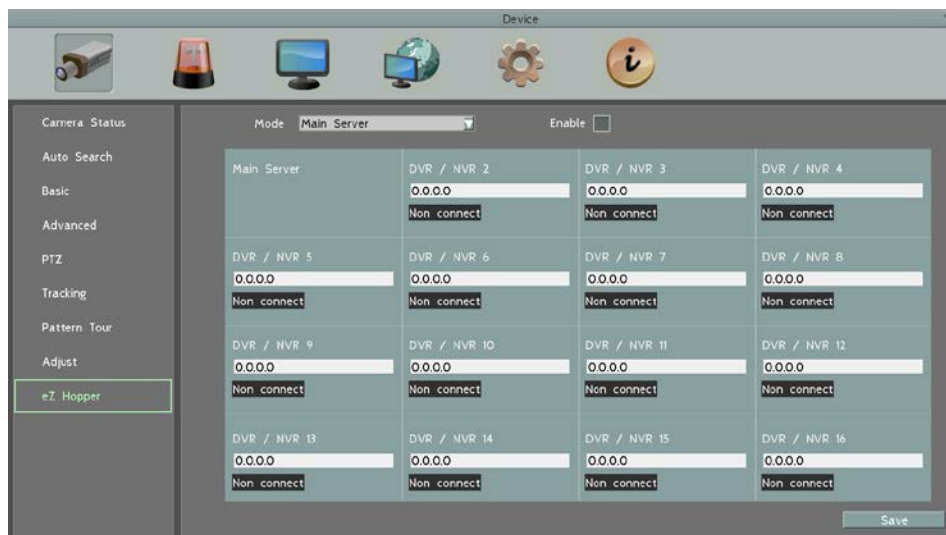 Device
Camera Status
Auto Search
Basic
Advanced
PTZ
Tracking
Pattern Tour
Adjust
eZ Hopper
Mode Main Server Enable
Main Server DVR / NVR 2 DVR / NVR 3 DVR / NVR 4
0.0.0.0 0.0.0.0 0.0.0.0
Non connect Non connect Non connect
DVR / NVR 5 DVR / NVR 6 DVR / NVR 7 DVR / NVR 8
0.0.0.0 0.0.0.0 0.0.0.0 0.0.0.0
Non connect Non connect Non connect Non connect
DVR / NVR 9 DVR / NVR 10 DVR / NVR 11 DVR / NVR 12
0.0.0.0 0.0.0.0 0.0.0.0 0.0.0.0
Non connect Non connect Non connect Non connect
DVR / NVR 13 DVR / NVR 14 DVR / NVR 15 DVR / NVR 16
0.0.0.0 0.0.0.0 0.0.0.0 0.0.0.0
Non connect Non connect Non connect Non connect
Save